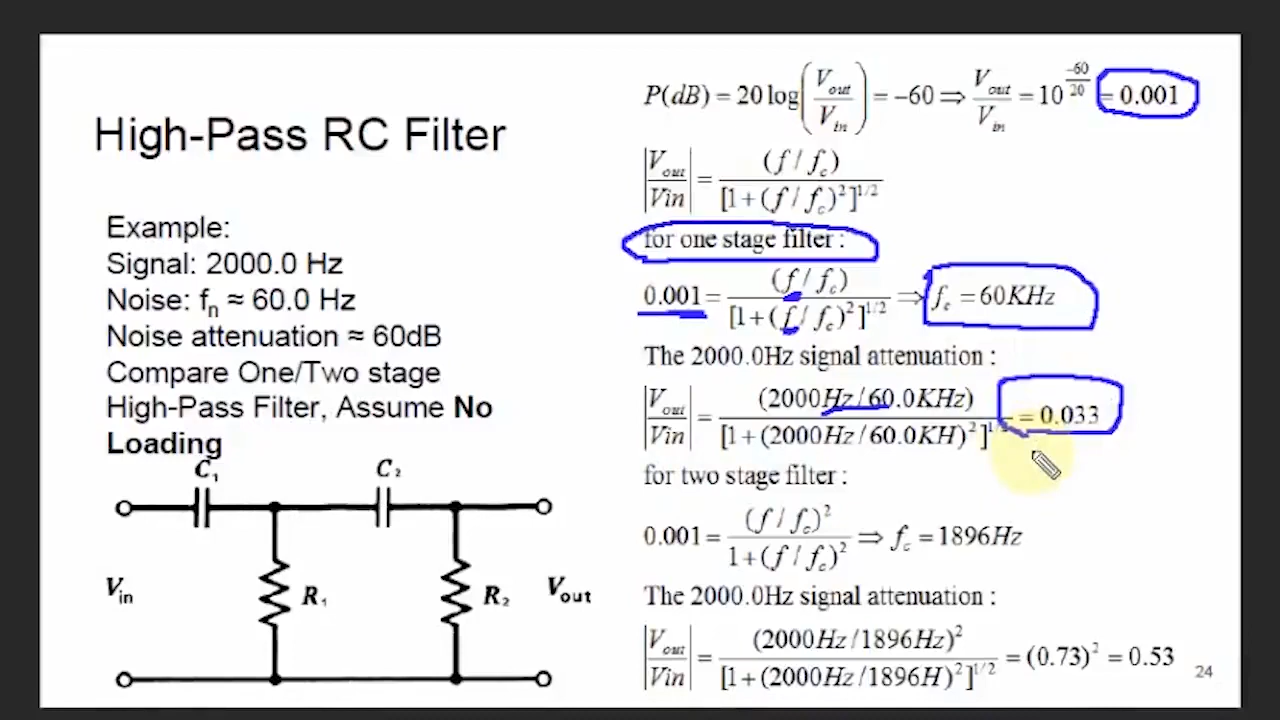 High-Pass RC Filter
Example:
Signal: 2000.0 Hz
Noise: fn ≈ 60.0 Hz
Noise attenuation ≈ 60dB
Compare One/Two stage
High-Pass Filter, Assume No
Loading
C₁ C₂
Vin R₁ R₂ Vout
P(dB) = 20 log(Vout/Vin) = −60 ⇒ Vout/Vin = 10^(−60/20) = 0.001
|Vout/Vin| = (f / fc)/[1+(f / fc)²]^1/2
for one stage filter :
0.001 = (f / fc)/[1+(f / fc)²]^1/2 ⇒ fc = 60KHz
The 2000.0Hz signal attenuation :
|Vout/Vin| = (2000Hz/60.0KHz)/[1+(2000Hz/60.0KH)²]^1/2 = 0.033
for two stage filter :
0.001 = (f / fc)²/1+(f / fc)² ⇒ fc = 1896Hz
The 2000.0Hz signal attenuation :
|Vout/Vin| = (2000Hz/1896Hz)²/[1+(2000Hz/1896H)²]^1/2 = (0.73)² = 0.53
24